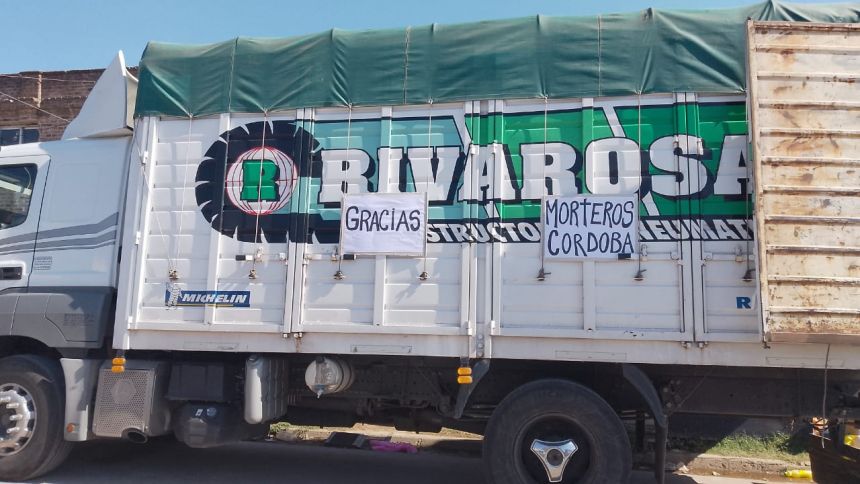 R RIVAROSA
GRACIAS
MORTEROS
CORDOBA
MICHELIN
R